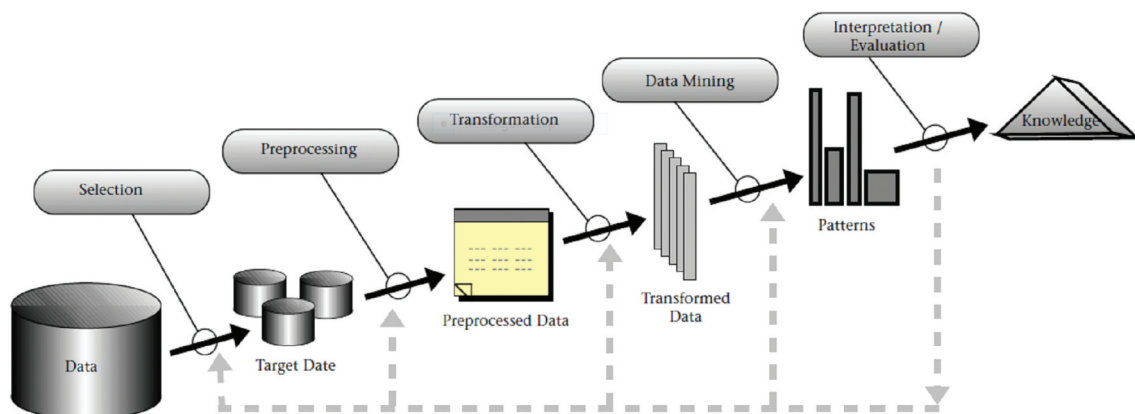 Interpretation /
Evaluation
Data Mining
Transformation
Preprocessing
Selection
Knowledge
Patterns
Transformed
Data
Preprocessed Data
Target Date
Data